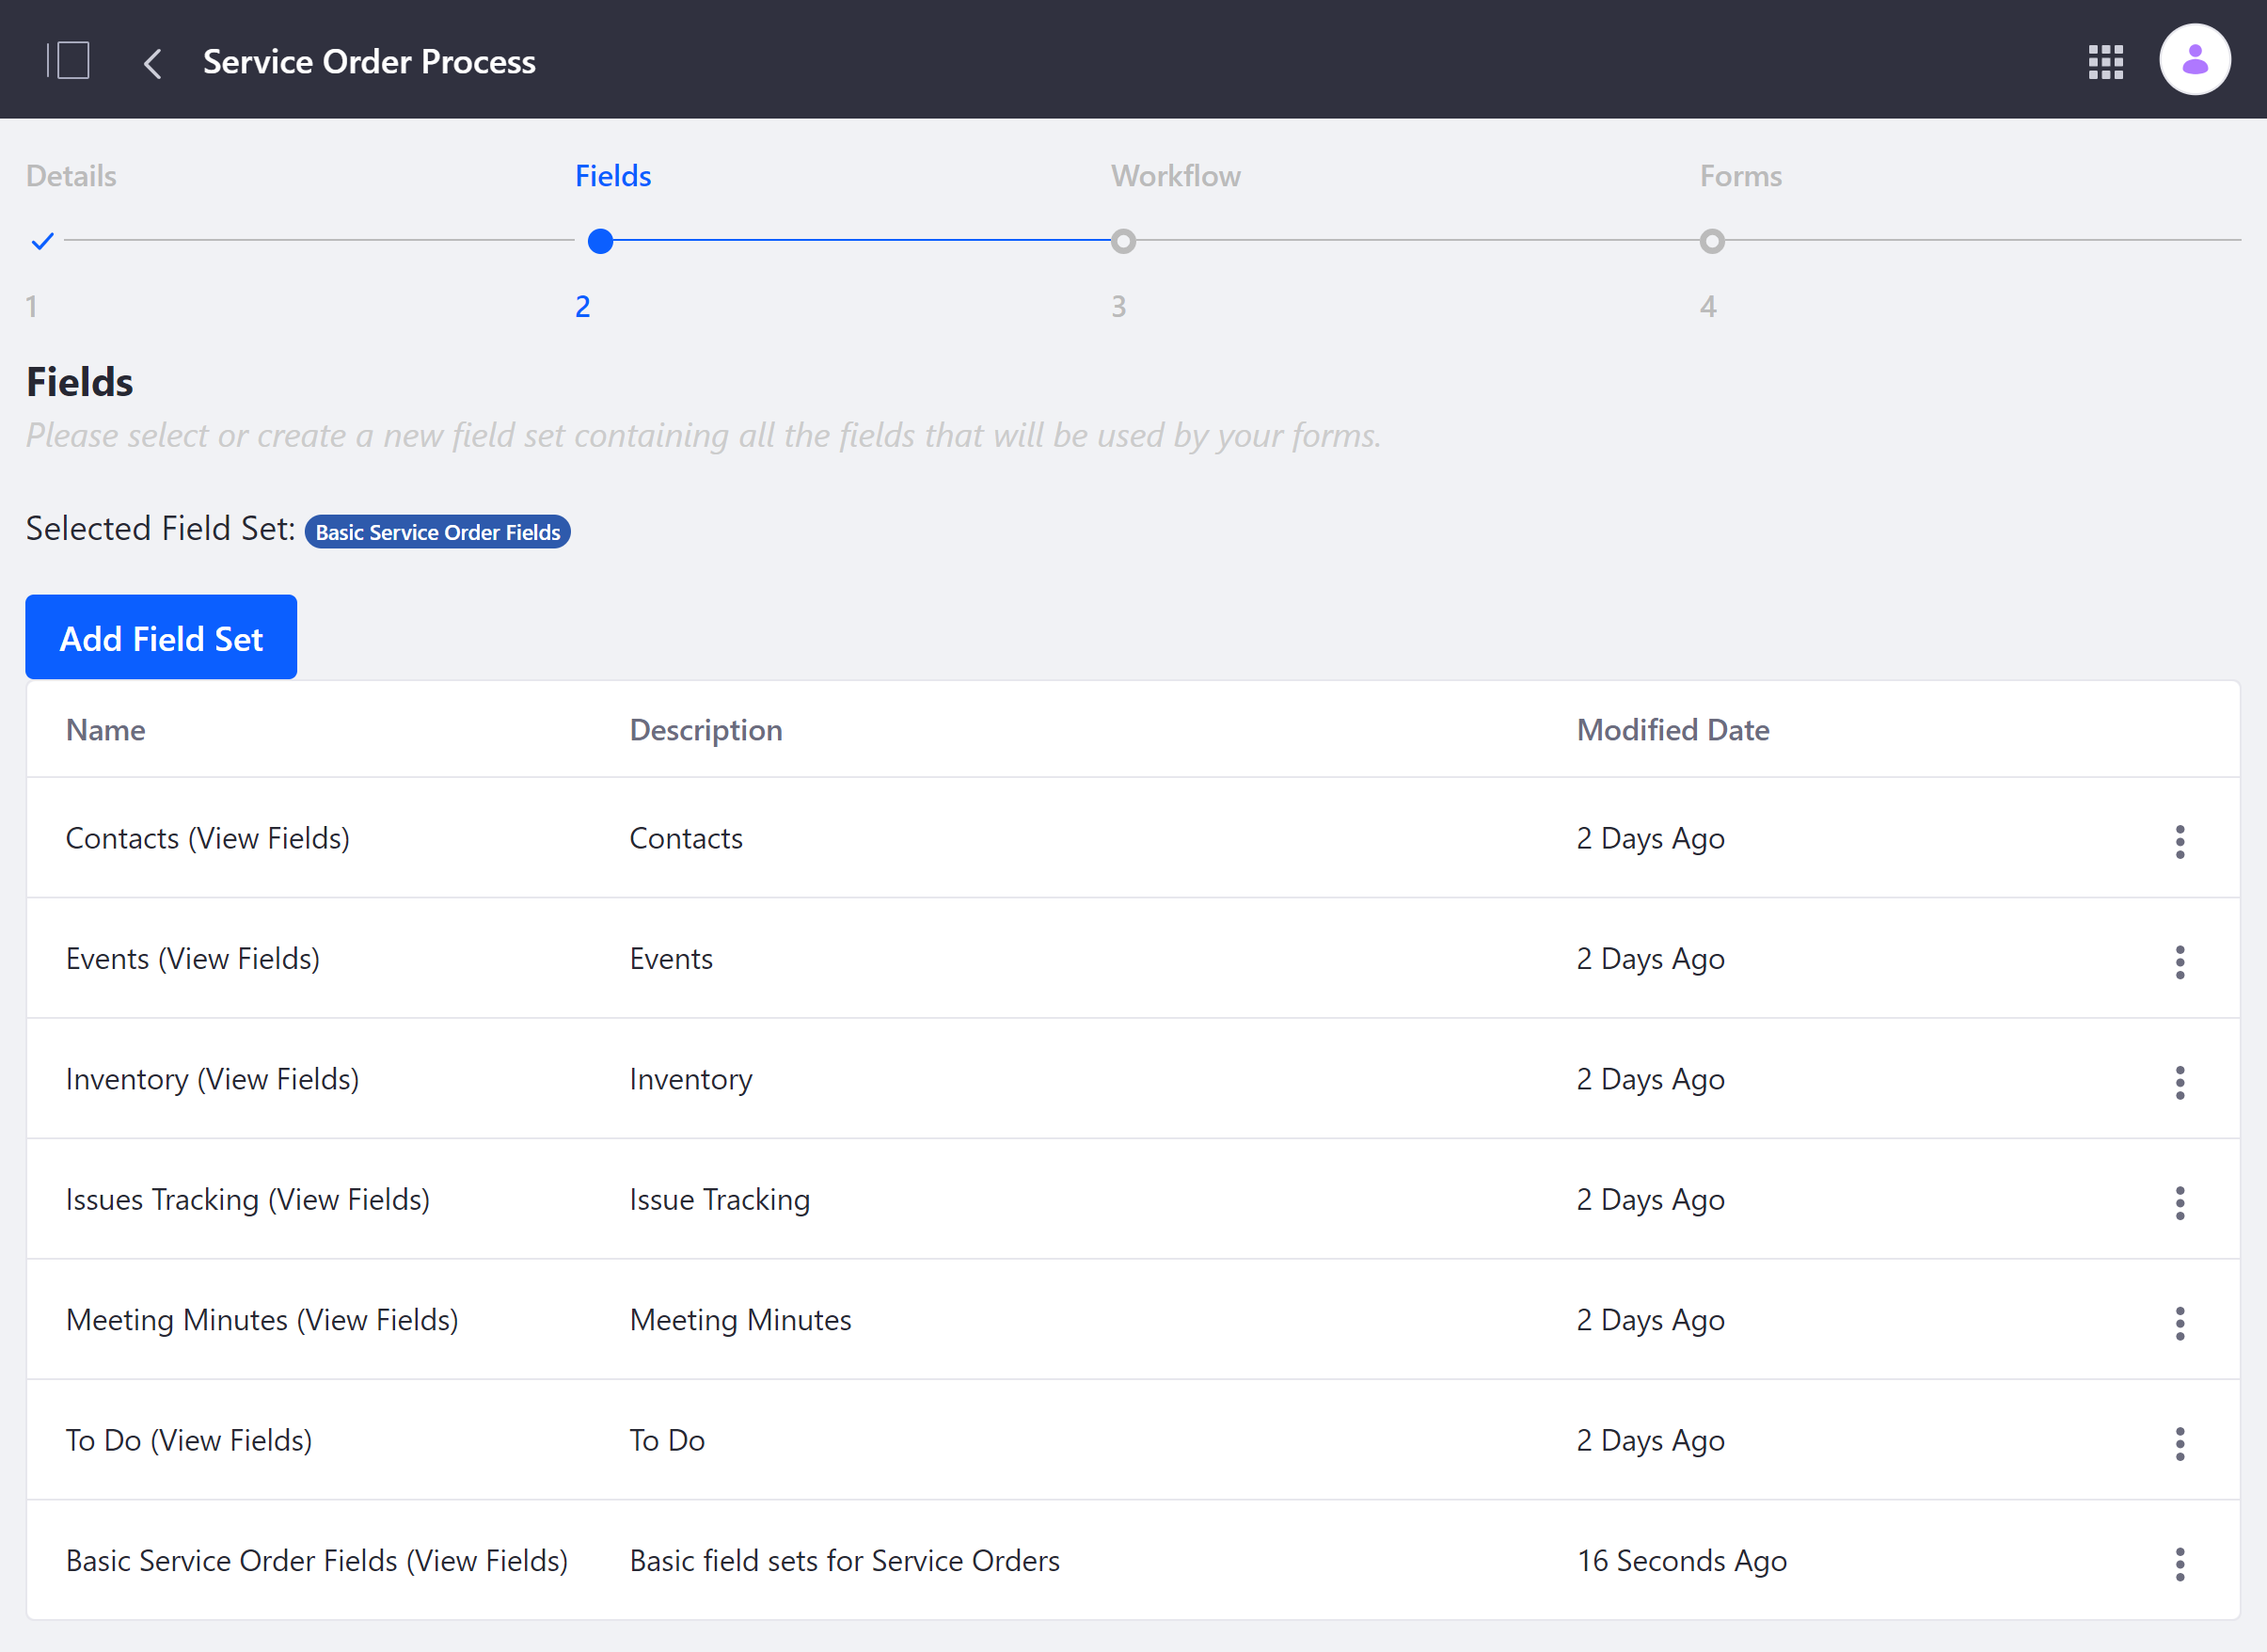 Service Order Process
Details Fields Workflow Forms
1 2 3 4
Fields
Please select or create a new field set containing all the fields that will be used by your forms.
Selected Field Set: Basic Service Order Fields
Add Field Set
Name Description Modified Date
Contacts (View Fields) Contacts 2 Days Ago
Events (View Fields) Events 2 Days Ago
Inventory (View Fields) Inventory 2 Days Ago
Issues Tracking (View Fields) Issue Tracking 2 Days Ago
Meeting Minutes (View Fields) Meeting Minutes 2 Days Ago
To Do (View Fields) To Do 2 Days Ago
Basic Service Order Fields (View Fields) Basic field sets for Service Orders 16 Seconds Ago